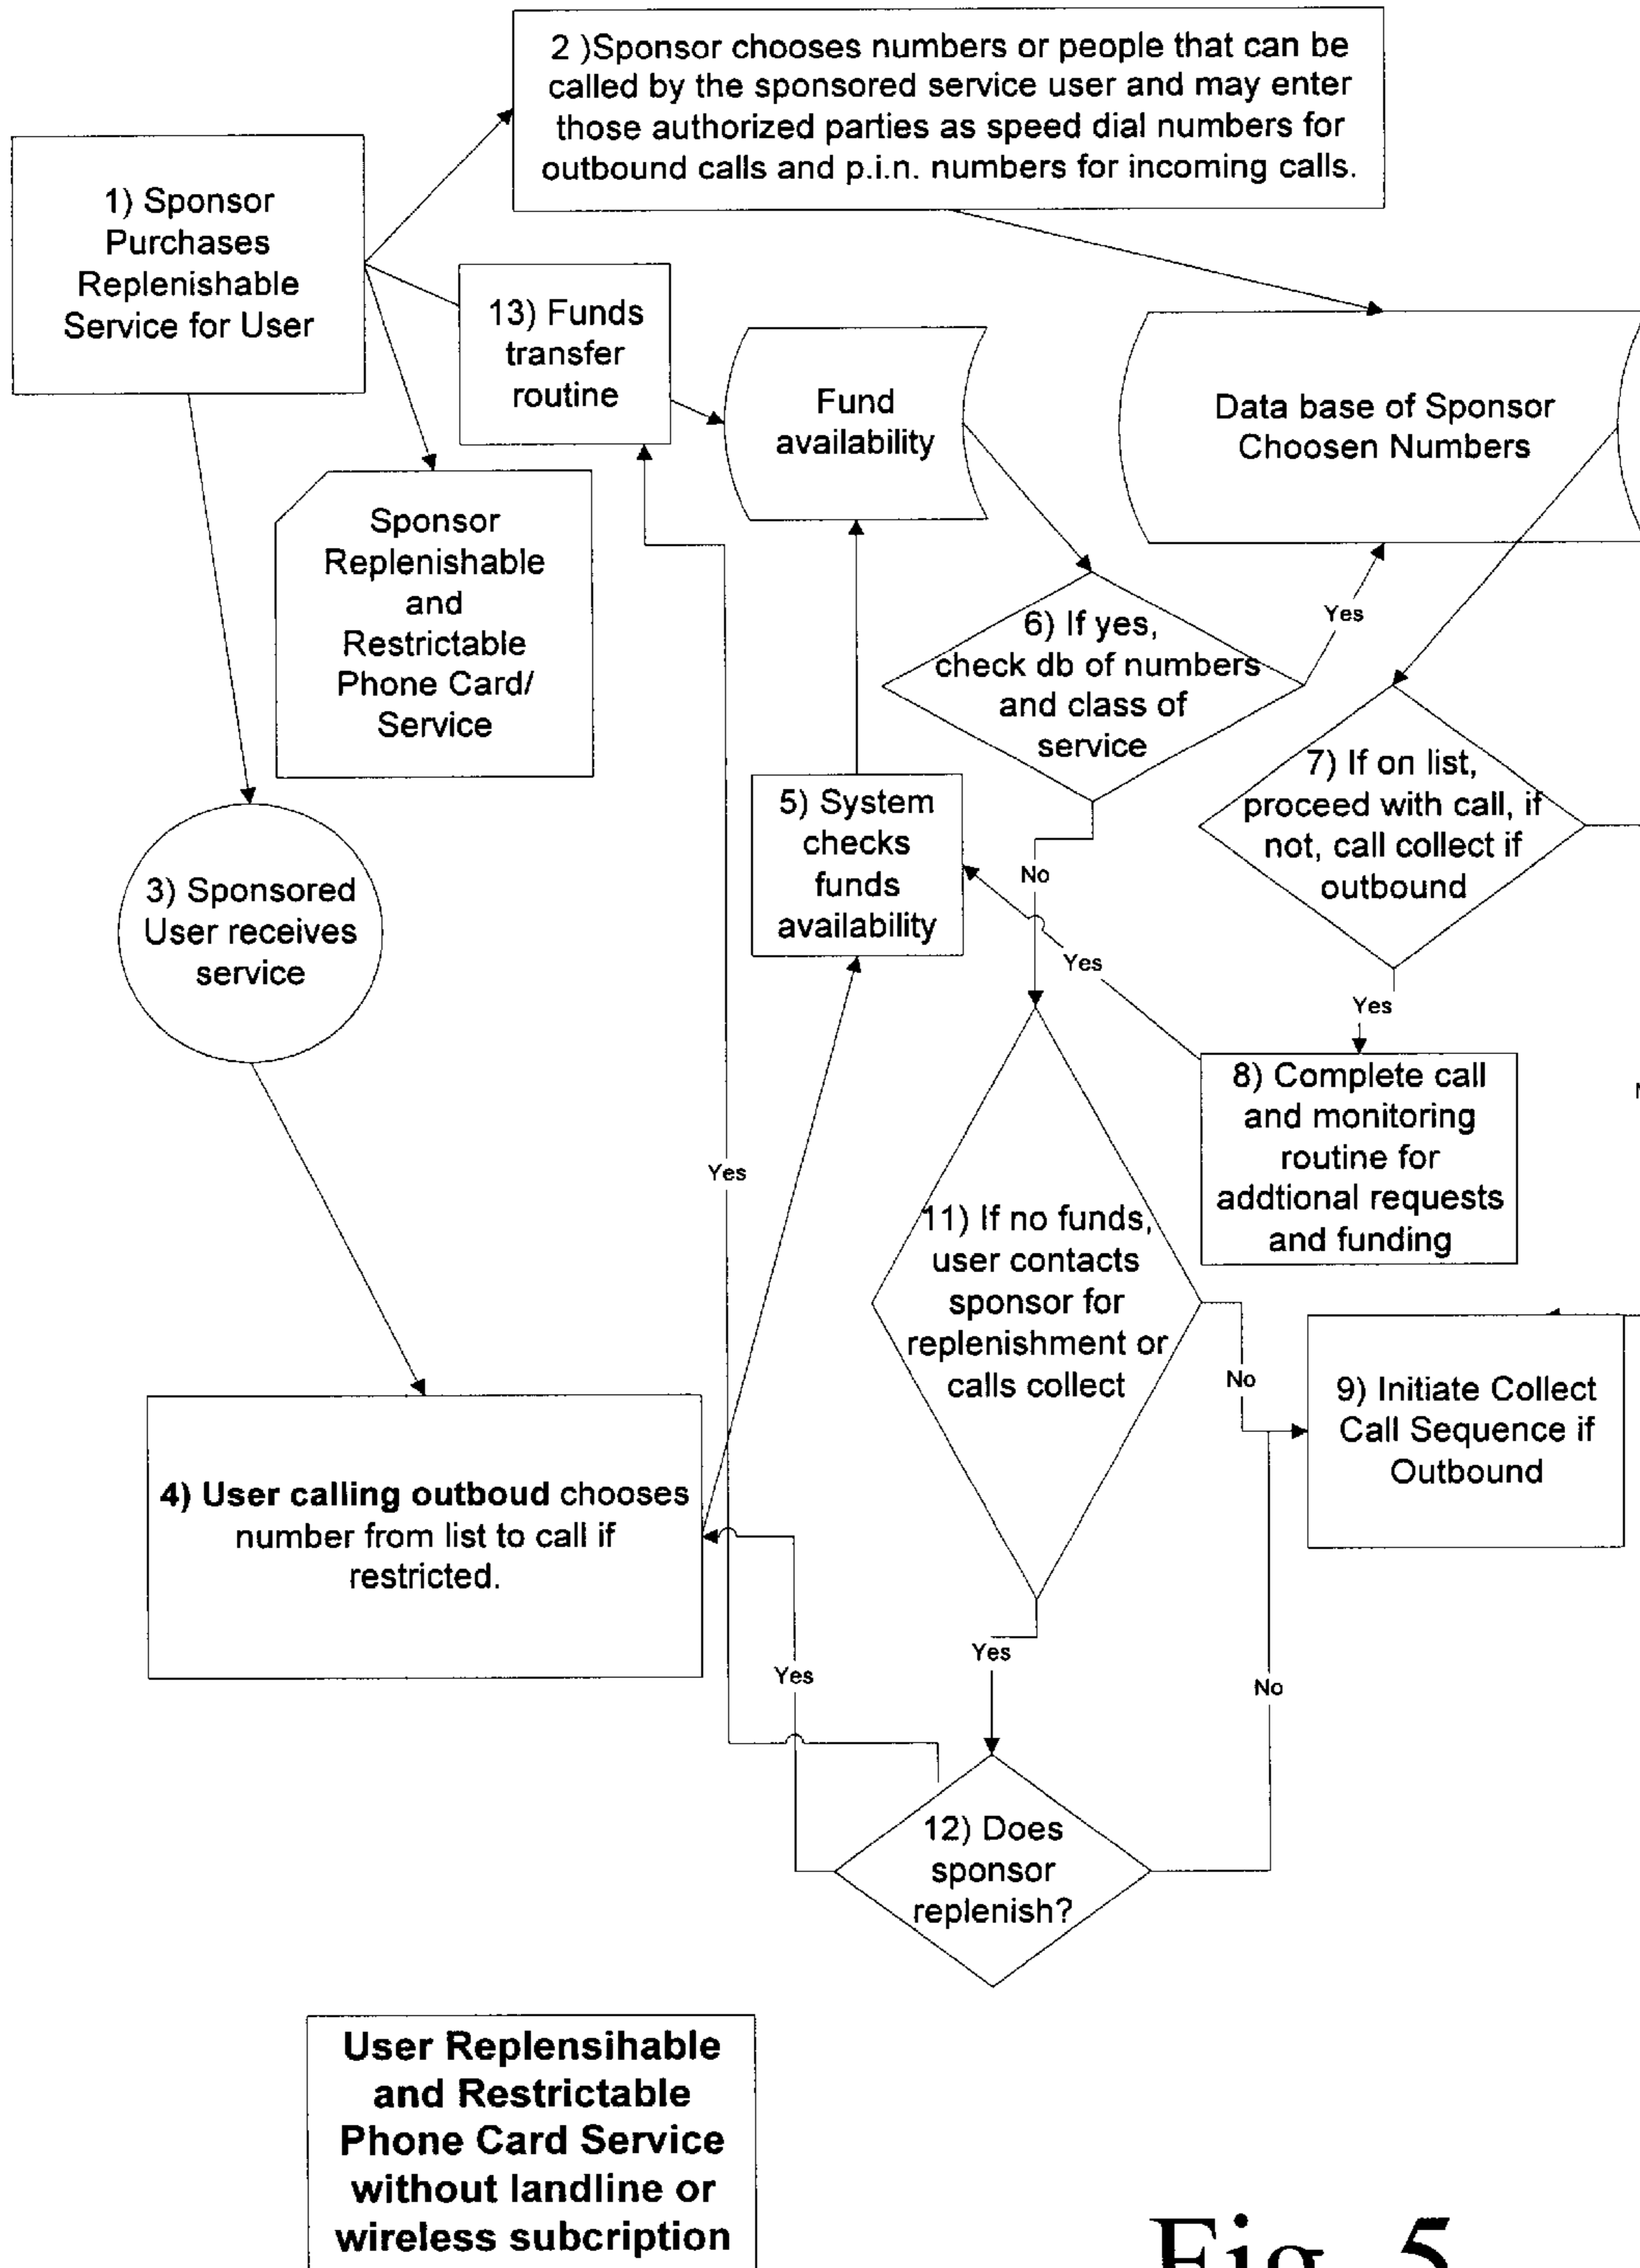 2 )Sponsor chooses numbers or people that can be
called by the sponsored service user and may enter
those authorized parties as speed dial numbers for
outbound calls and p.i.n. numbers for incoming calls.
1) Sponsor
Purchases
Replenishable
Service for User
13) Funds
transfer
routine
Fund
availability
Data base of Sponsor
Choosen Numbers
Sponsor
Replenishable
and
Restrictable
Phone Card/
Service
6) If yes,
check db of numbers
and class of
service
Yes
7) If on list,
proceed with call, if
not, call collect if
outbound
5) System
checks
funds
availability
No
Yes
3) Sponsored
User receives
service
Yes
8) Complete call
and monitoring
routine for
addtional requests
and funding
Yes
11) If no funds,
user contacts
sponsor for
replenishment or
calls collect
No
9) Initiate Collect
Call Sequence if
Outbound
4) User calling outboud chooses
number from list to call if
restricted.
Yes
Yes
No
12) Does
sponsor
replenish?
User Replensihable
and Restrictable
Phone Card Service
without landline or
wireless subcription
Fig. 5